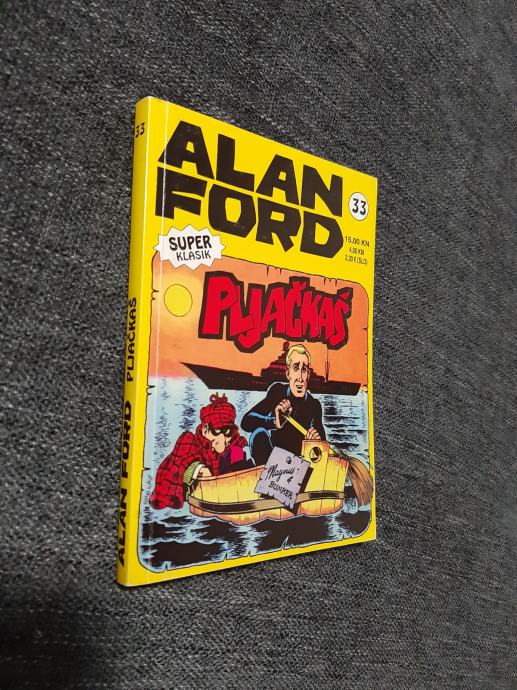 33
ALAN FORD PLJAČKAŠ
ALAN
FORD
33
15,00 KN
4,00 KM
2,30 € (SLO)
SUPER
KLASIK
PLJAČKAŠ
Magnus
&
BUNKER